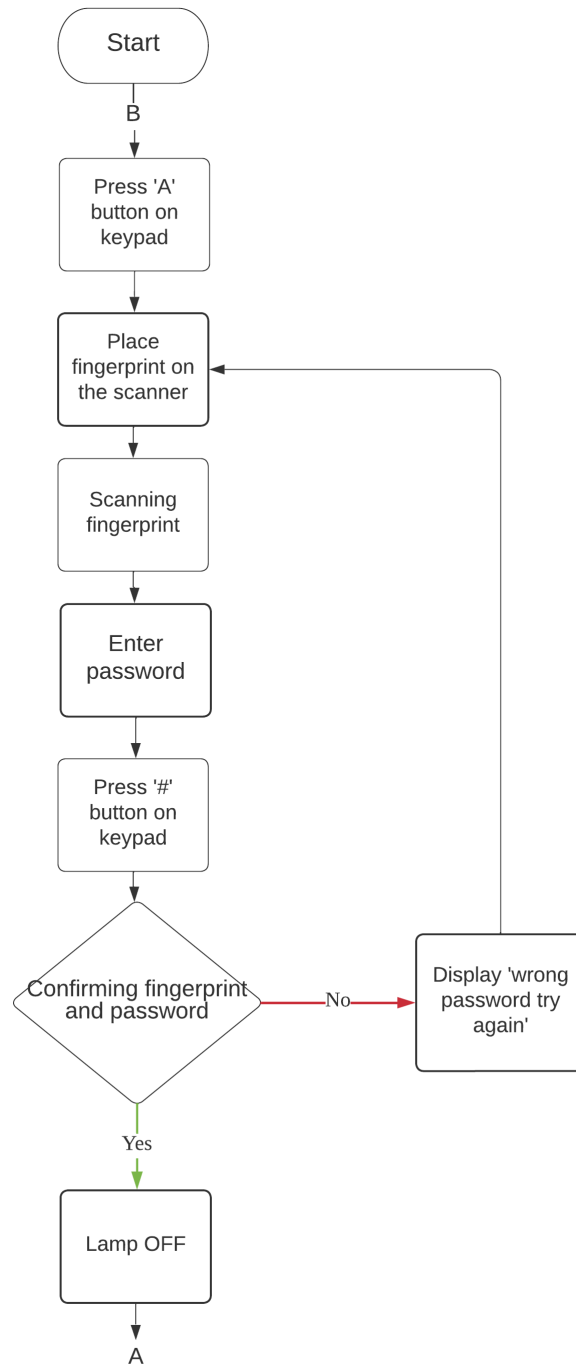 Start
B
Press 'A'
button on
keypad
Place
fingerprint on
the scanner
Scanning
fingerprint
Enter
password
Press '#'
button on
keypad
Confirming fingerprint
and password
No
Display 'wrong
password try
again'
Yes
Lamp OFF
A